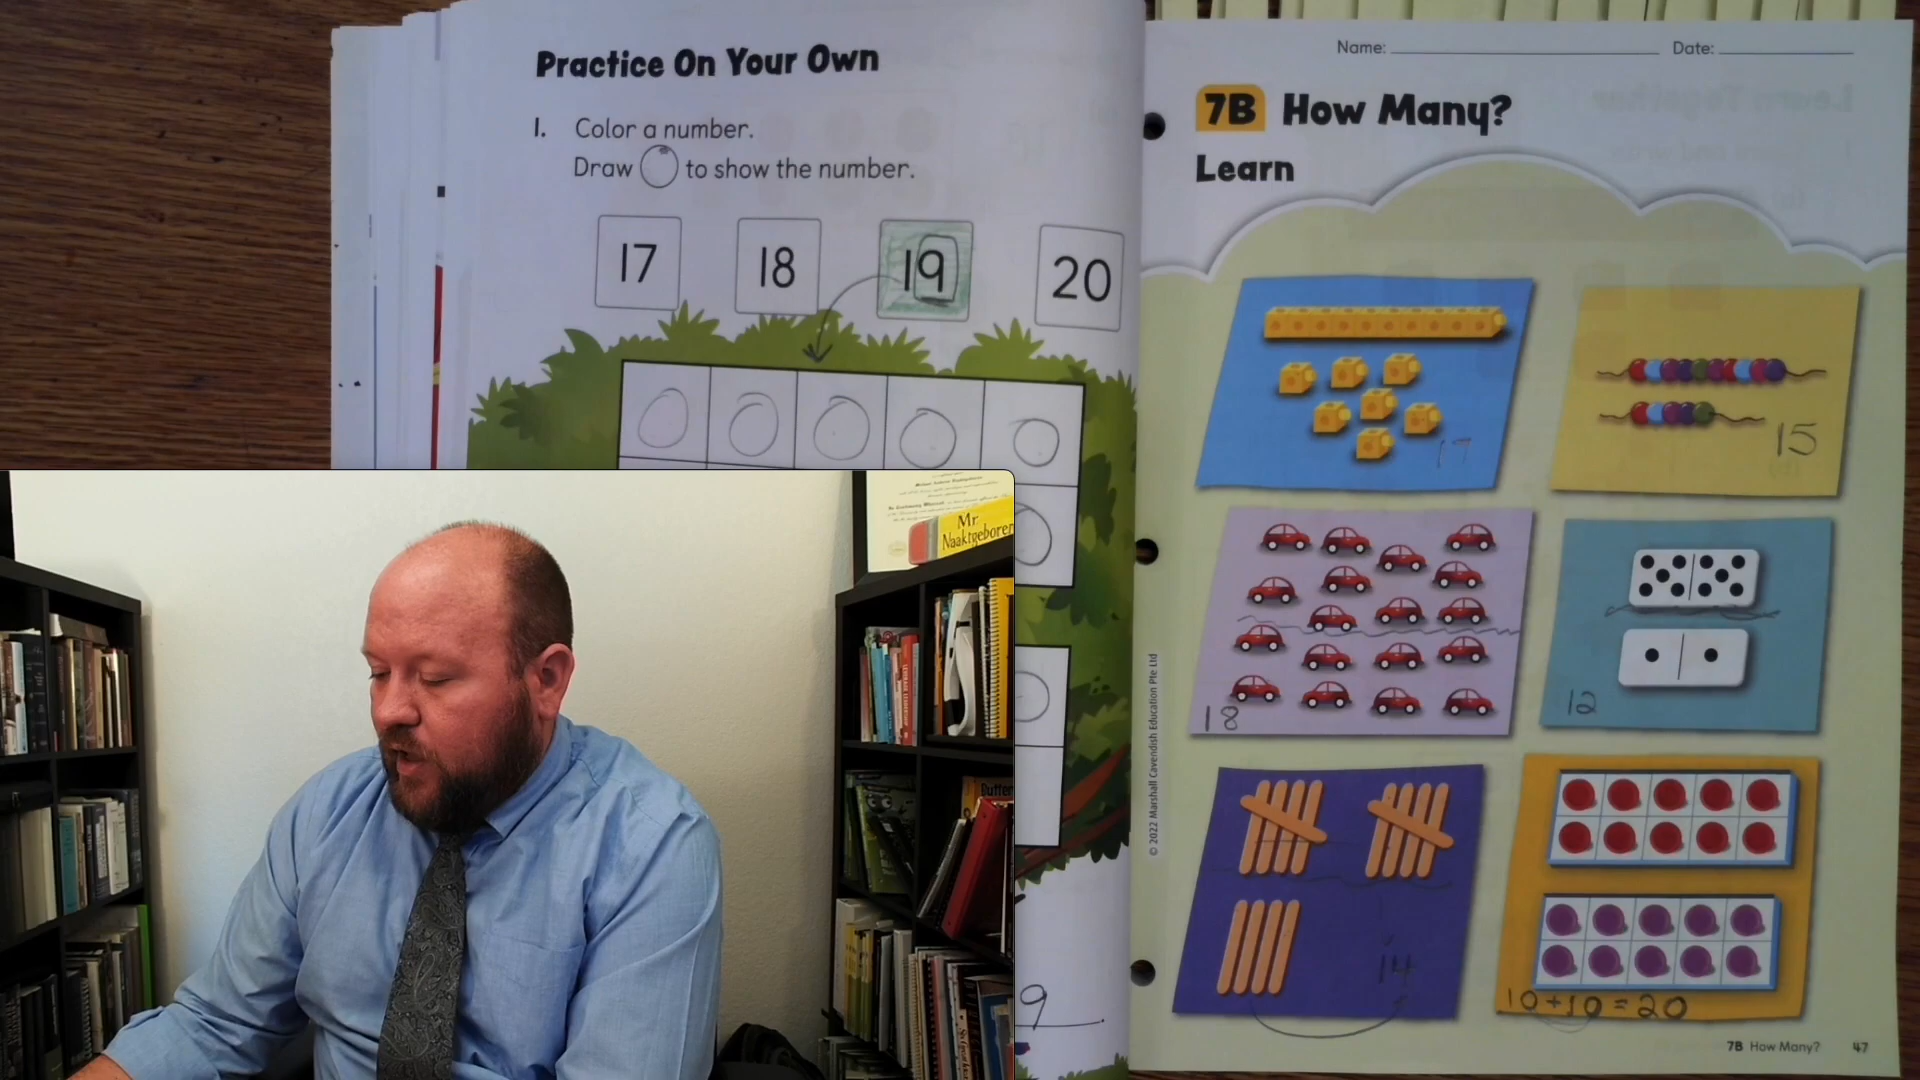 Practice On Your Own
1. Color a number.
Draw to show the number.
17 18 19 20
9
Name: Date:
7B How Many?
Learn
17
15
18
12
14
10+10=20
© 2022 Marshall Cavendish Education Pte Ltd
7B How Many? 47
Mr.
Naaktgeboren